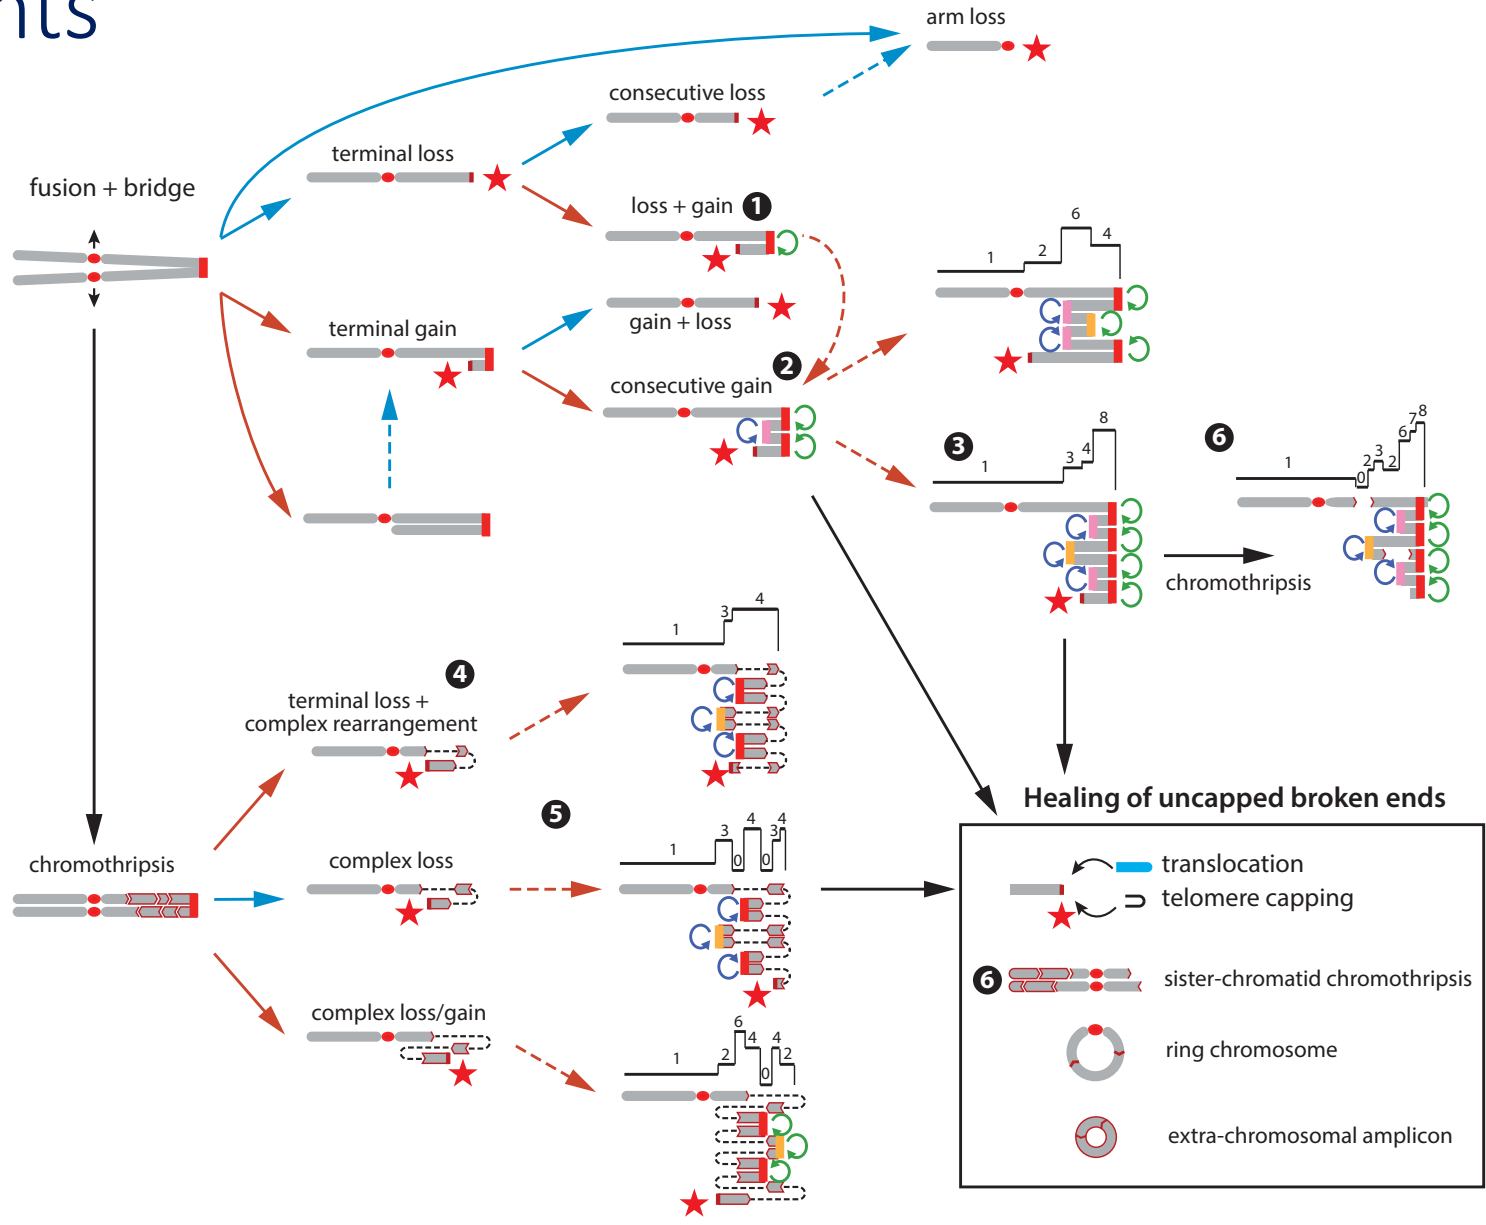 nts
arm loss
consecutive loss
terminal loss
fusion + bridge
loss + gain 1
6
2
4
1
gain + loss
terminal gain
2
consecutive gain
3
8
4
3
1
6
8
7
6
3
2
2
0
1
chromothripsis
4
3
4
1
terminal loss +
complex rearrangement
Healing of uncapped broken ends
5
4
4
3
3
1
0
0
chromothripsis
complex loss
translocation
telomere capping
6
sister-chromatid chromothripsis
complex loss/gain
6
4
4
2
2
1
0
ring chromosome
extra-chromosomal amplicon